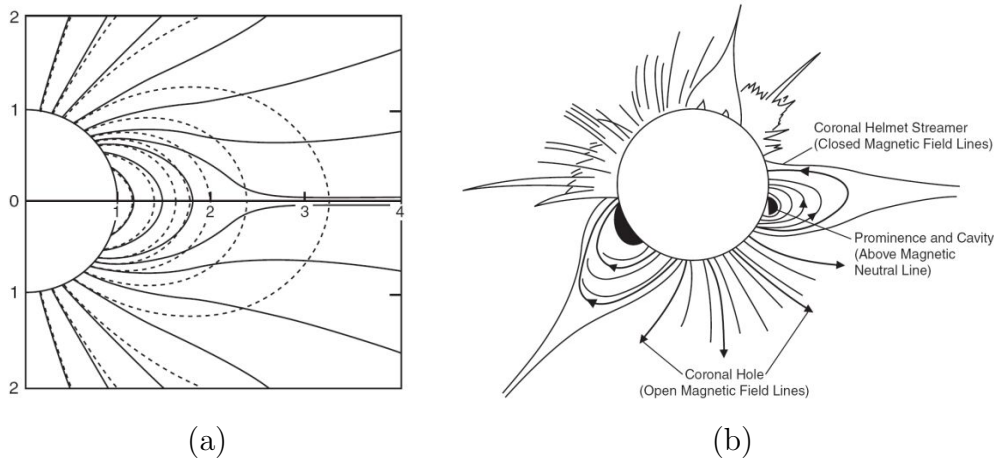 2
1
0
1
2
1
2
3
4
(a)
Coronal Helmet Streamer
(Closed Magnetic Field Lines)
Prominence and Cavity
(Above Magnetic
Neutral Line)
Coronal Hole
(Open Magnetic Field Lines)
(b)